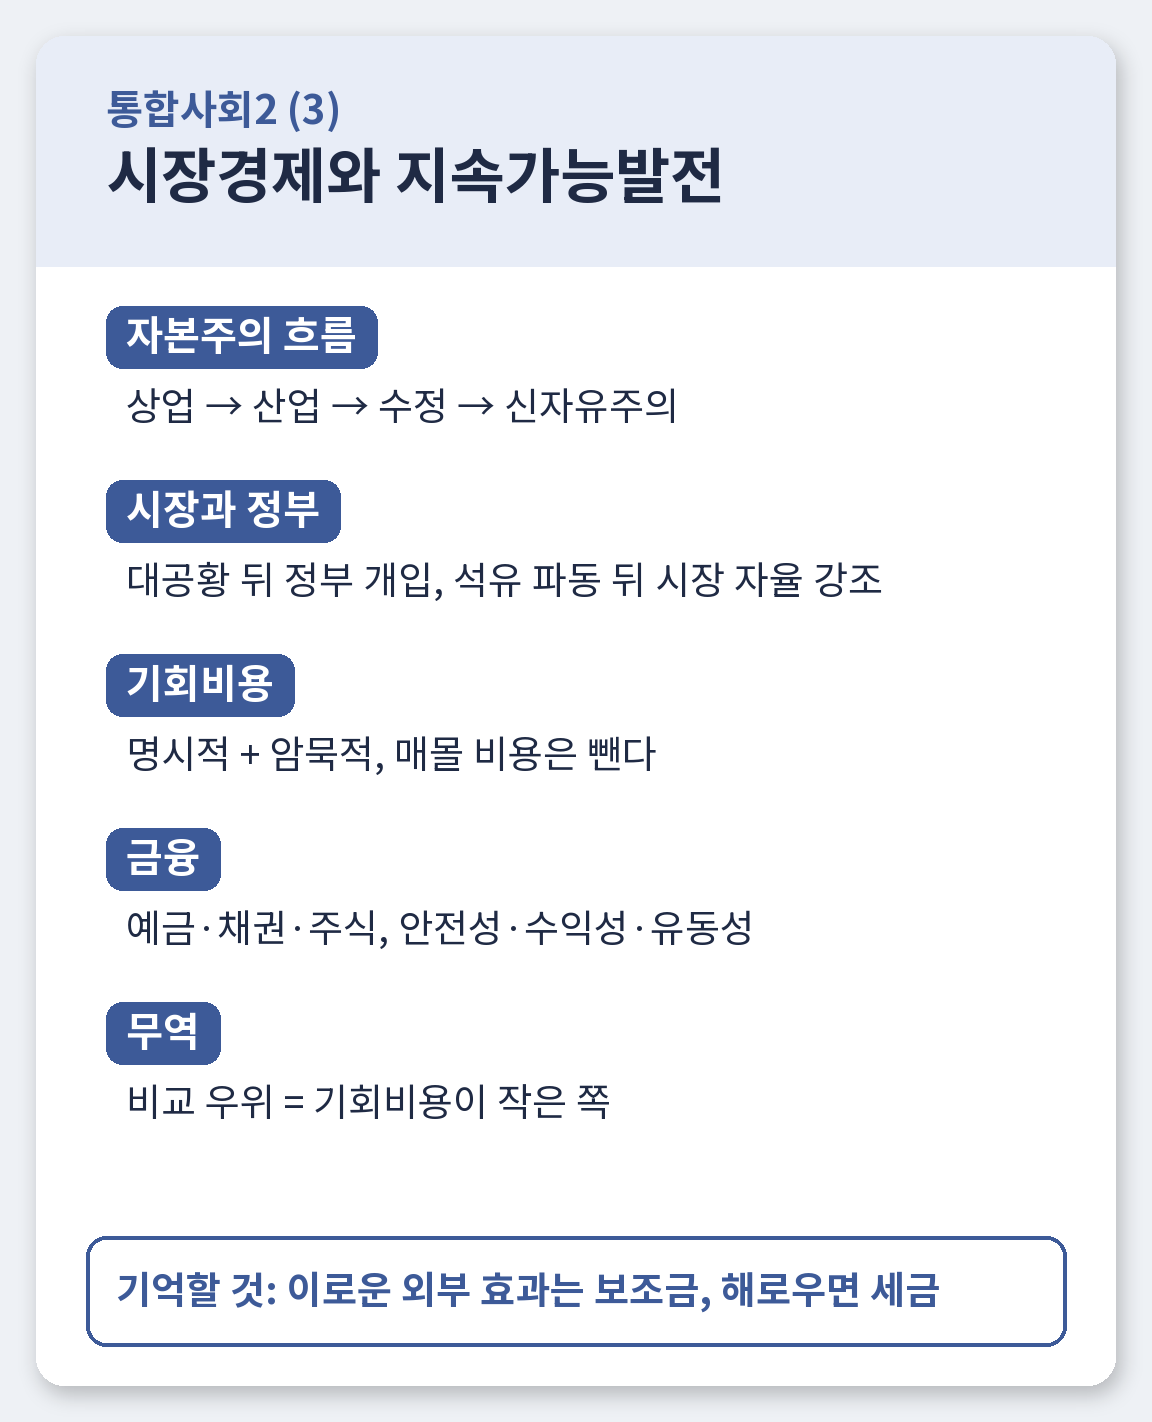 통합사회2 (3)
시장경제와 지속가능발전
자본주의 흐름
상업 → 산업 → 수정 → 신자유주의
시장과 정부
대공황 뒤 정부 개입, 석유 파동 뒤 시장 자율 강조
기회비용
명시적 + 암묵적, 매몰 비용은 뺀다
금융
예금·채권·주식, 안전성·수익성·유동성
무역
비교 우위 = 기회비용이 작은 쪽
기억할 것: 이로운 외부 효과는 보조금, 해로우면 세금